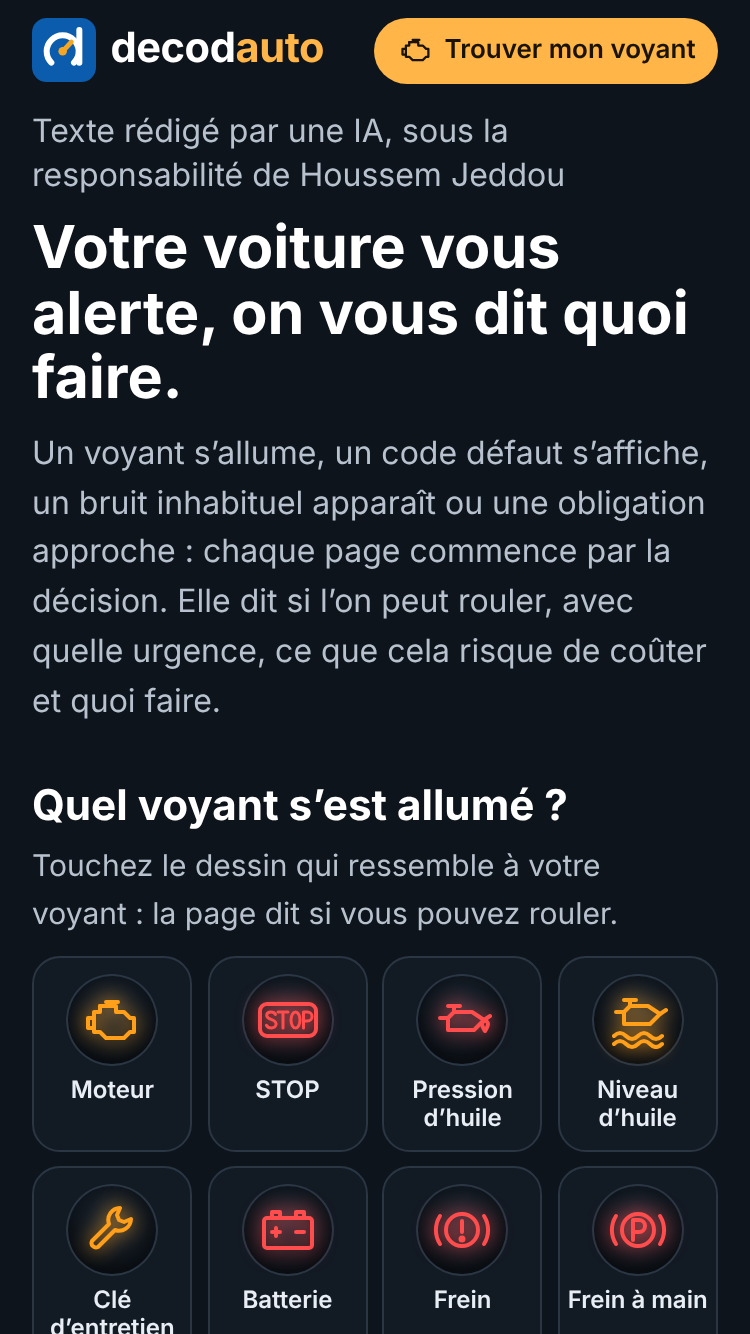 decodauto
Trouver mon voyant
Texte rédigé par une IA, sous la
responsabilité de Houssem Jeddou
Votre voiture vous
alerte, on vous dit quoi
faire.
Un voyant s’allume, un code défaut s’affiche,
un bruit inhabituel apparaît ou une obligation
approche : chaque page commence par la
décision. Elle dit si l’on peut rouler, avec
quelle urgence, ce que cela risque de coûter
et quoi faire.
Quel voyant s’est allumé ?
Touchez le dessin qui ressemble à votre
voyant : la page dit si vous pouvez rouler.
STOP
Moteur
STOP
Pression
d’huile
Niveau
d’huile
P
Clé
d’entretien
Batterie
Frein
Frein à main